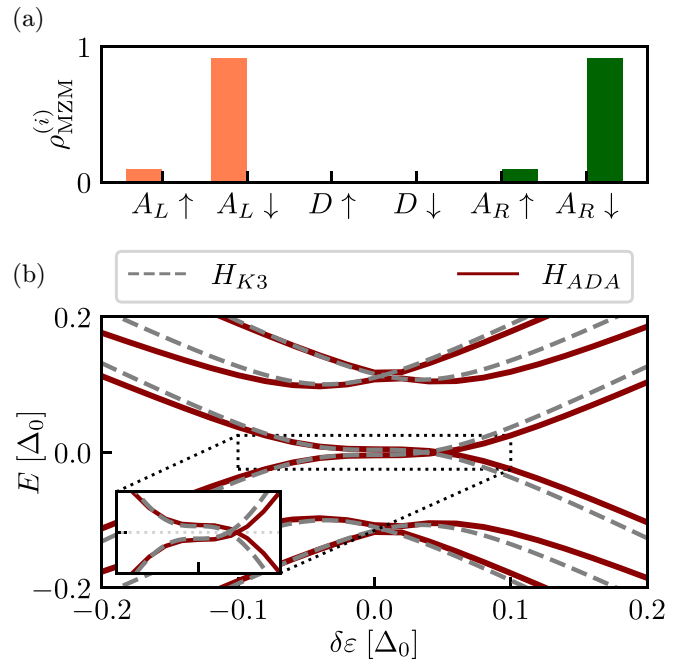 (a)
1
0
ρ_MZM^(i)
A_L ↑ A_L ↓ D ↑ D ↓ A_R ↑ A_R ↓
(b)
H_K3 H_ADA
0.2
0.0
−0.2
E [Δ_0]
−0.2 −0.1 0.0 0.1 0.2
δε [Δ_0]